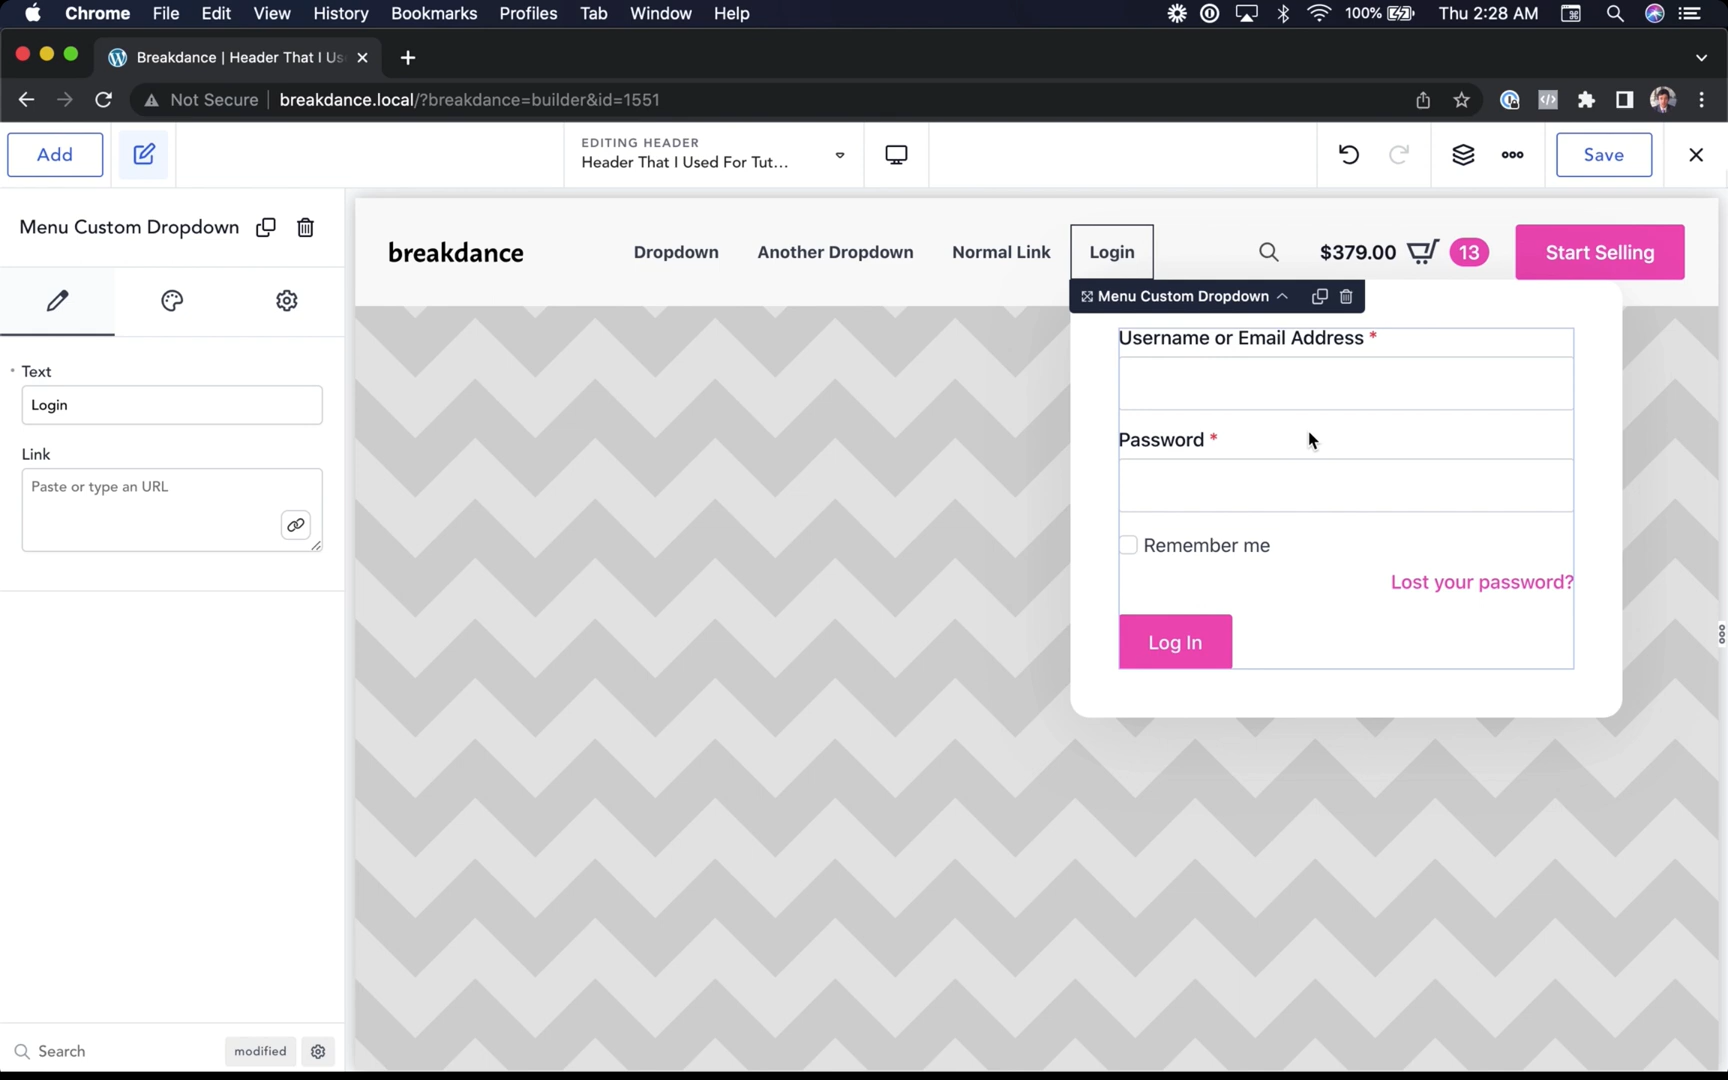 Chrome File Edit View History Bookmarks Profiles Tab Window Help 100% Thu 2:28 AM
Breakdance | Header That I Us
Not Secure | breakdance.local/?breakdance=builder&id=1551
Add
EDITING HEADER
Header That I Used For Tut...
Save
Menu Custom Dropdown
Text
Login
Link
Paste or type an URL
Search
modified
breakdance Dropdown Another Dropdown Normal Link Login $379.00 13 Start Selling
Menu Custom Dropdown
Username or Email Address *
Password *
Remember me
Lost your password?
Log In